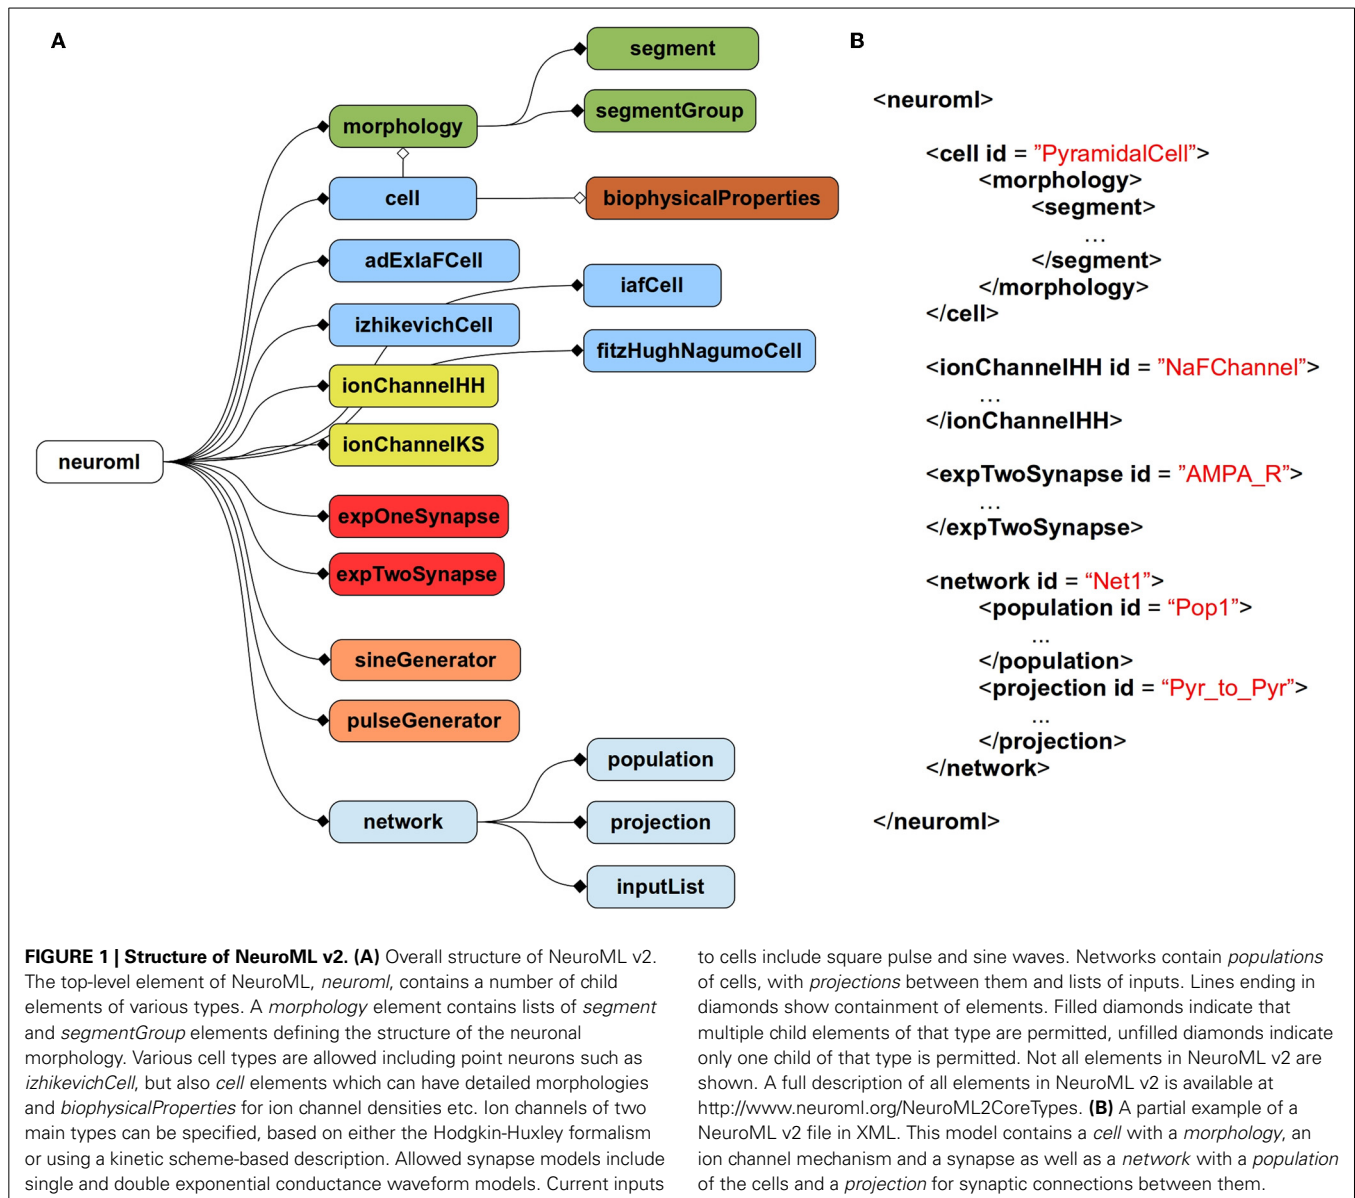 A
segment
segmentGroup
morphology
cell
biophysicalProperties
adExIaFCell
iafCell
izhikevichCell
fitzHughNagumoCell
ionChannelHH
ionChannelKS
neuroml
expOneSynapse
expTwoSynapse
sineGenerator
pulseGenerator
population
network
projection
inputList
B
<neuroml>
<cell id = ”PyramidalCell”>
<morphology>
<segment>
...
</segment>
</morphology>
</cell>
<ionChannelHH id = ”NaFChannel”>
...
</ionChannelHH>
<expTwoSynapse id = ”AMPA_R”>
...
</expTwoSynapse>
<network id = “Net1”>
<population id = “Pop1”>
...
</population>
<projection id = “Pyr_to_Pyr”>
...
</projection>
</network>
</neuroml>
FIGURE 1 | Structure of NeuroML v2. (A) Overall structure of NeuroML v2.
The top-level element of NeuroML, neuroml, contains a number of child
elements of various types. A morphology element contains lists of segment
and segmentGroup elements defining the structure of the neuronal
morphology. Various cell types are allowed including point neurons such as
izhikevichCell, but also cell elements which can have detailed morphologies
and biophysicalProperties for ion channel densities etc. Ion channels of two
main types can be specified, based on either the Hodgkin-Huxley formalism
or using a kinetic scheme-based description. Allowed synapse models include
single and double exponential conductance waveform models. Current inputs
to cells include square pulse and sine waves. Networks contain populations
of cells, with projections between them and lists of inputs. Lines ending in
diamonds show containment of elements. Filled diamonds indicate that
multiple child elements of that type are permitted, unfilled diamonds indicate
only one child of that type is permitted. Not all elements in NeuroML v2 are
shown. A full description of all elements in NeuroML v2 is available at
http://www.neuroml.org/NeuroML2CoreTypes. (B) A partial example of a
NeuroML v2 file in XML. This model contains a cell with a morphology, an
ion channel mechanism and a synapse as well as a network with a population
of the cells and a projection for synaptic connections between them.